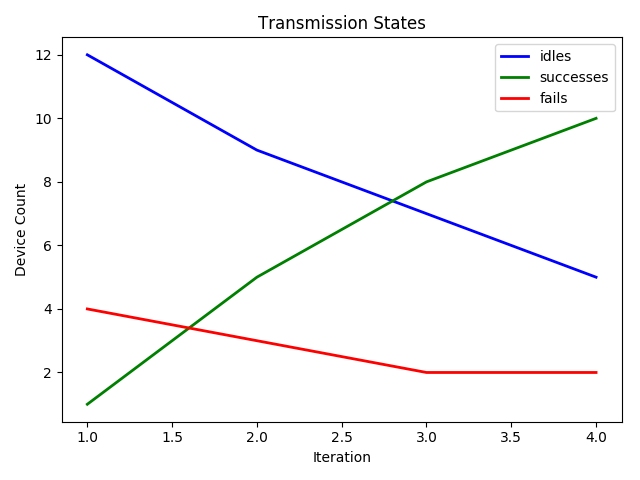 Transmission States
idles
successes
fails
Device Count
12
10
8
6
4
2
1.0 1.5 2.0 2.5 3.0 3.5 4.0
Iteration